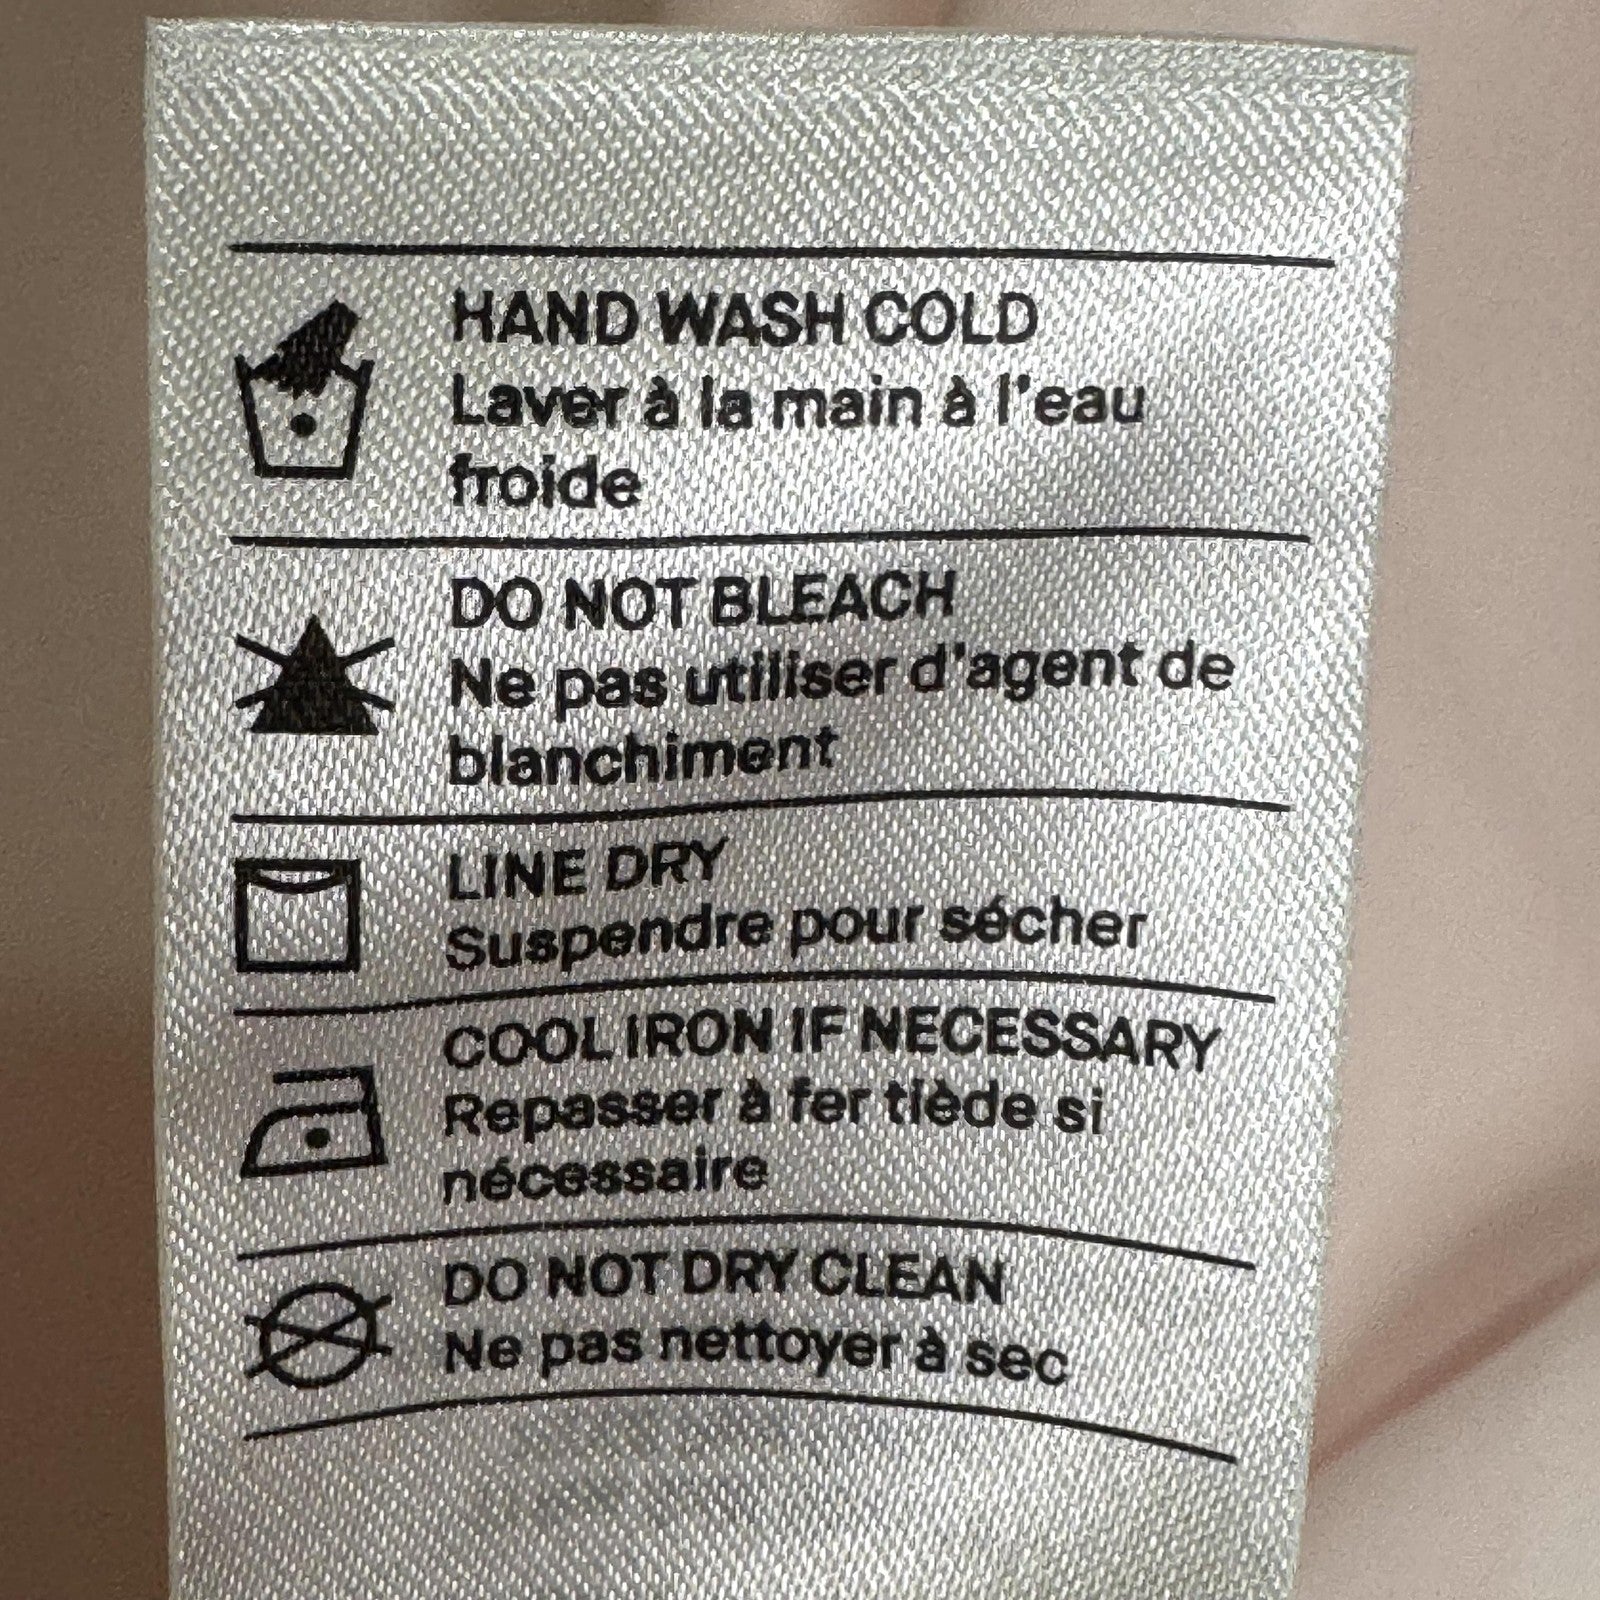 HAND WASH COLD
Laver à la main à l'eau
froide
DO NOT BLEACH
Ne pas utiliser d'agent de
blanchiment
LINE DRY
Suspendre pour sécher
COOL IRON IF NECESSARY
Repasser à fer tiède si
nécessaire
DO NOT DRY CLEAN
Ne pas nettoyer à sec